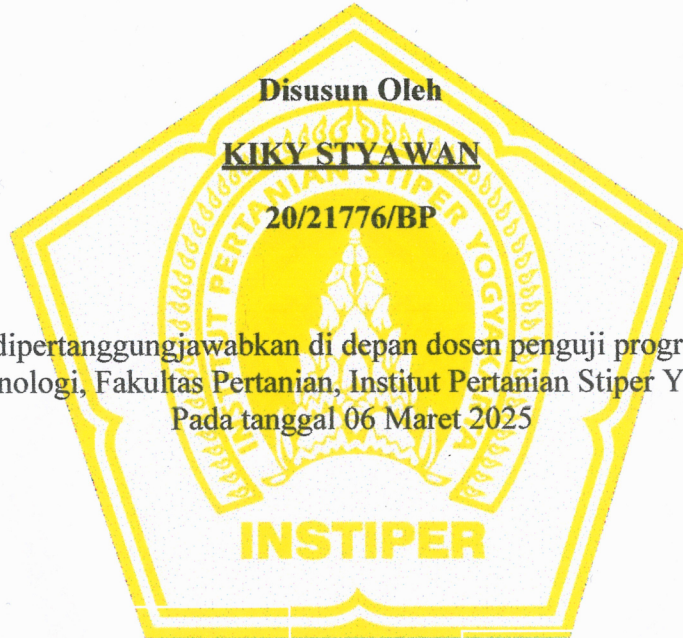 Disusun Oleh
KIKY STYAWAN
20/21776/BP
INSTITUT PERTANIAN STIPER YOGYAKARTA
dipertanggungjawabkan di depan dosen penguji progr
nologi, Fakultas Pertanian, Institut Pertanian Stiper Y
Pada tanggal 06 Maret 2025
INSTIPER